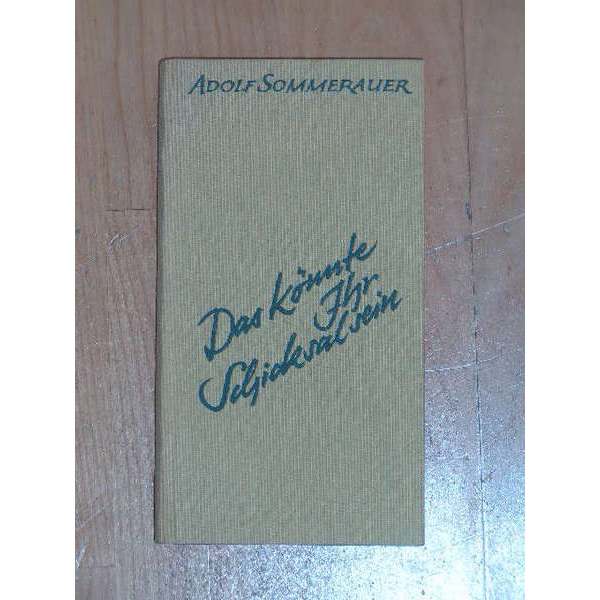 ADOLF SOMMERAUER
Das könnte
Ihr
Schicksal sein